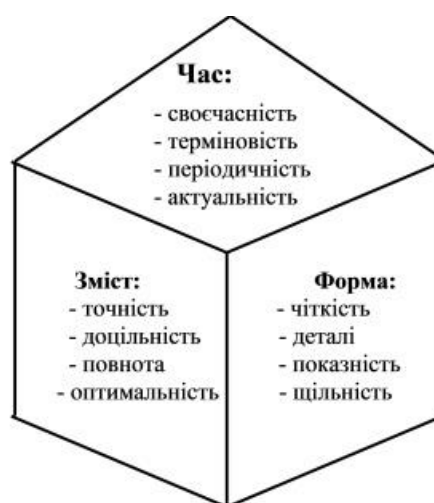 Час:
- своєчасність
- терміновість
- періодичність
- актуальність
Зміст:
- точність
- доцільність
- повнота
- оптимальність
Форма:
- чіткість
- деталі
- показність
- щільність